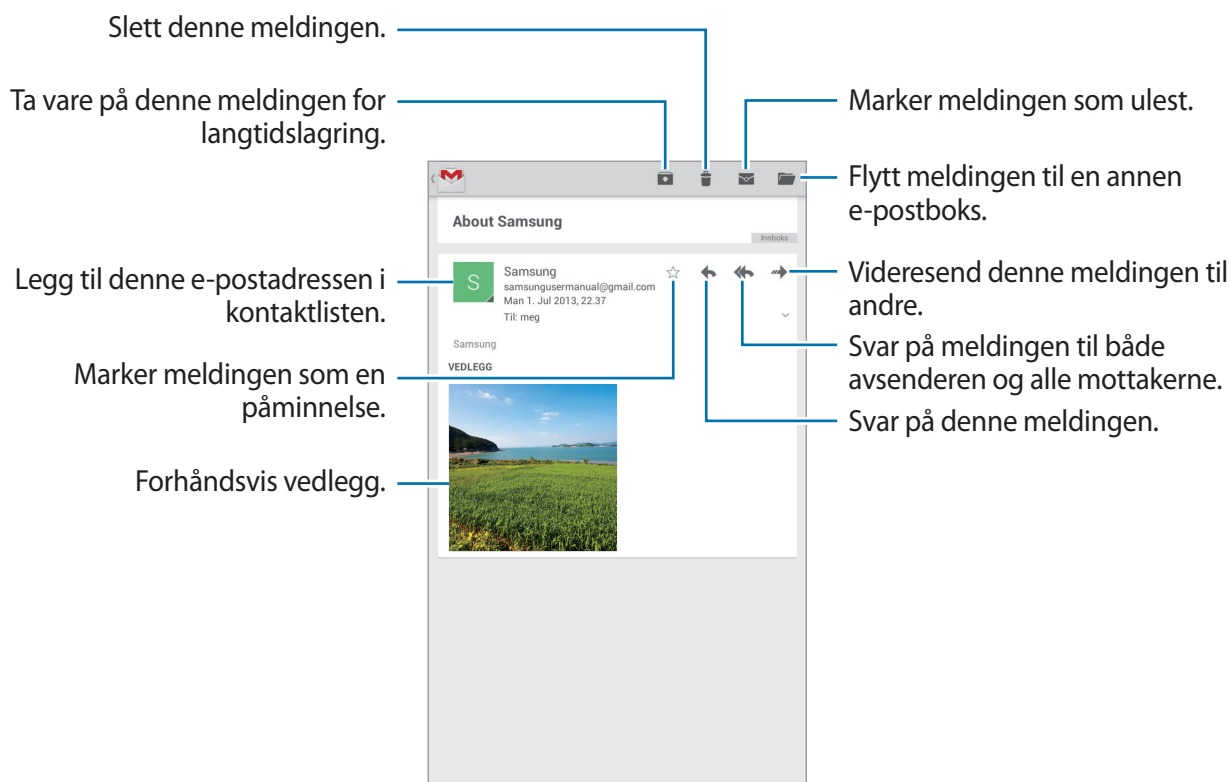 Slett denne meldingen.
Ta vare på denne meldingen for
langtidslagring.
Legg til denne e-postadressen i
kontaktlisten.
Marker meldingen som en
påminnelse.
Forhåndsvis vedlegg.
About Samsung
Innboks
S
Samsung
samsungusermanual@gmail.com
Man 1. Jul 2013, 22.37
Til: meg
Samsung
VEDLEGG
Marker meldingen som ulest.
Flytt meldingen til en annen
e-postboks.
Videresend denne meldingen til
andre.
Svar på meldingen til både
avsenderen og alle mottakerne.
Svar på denne meldingen.